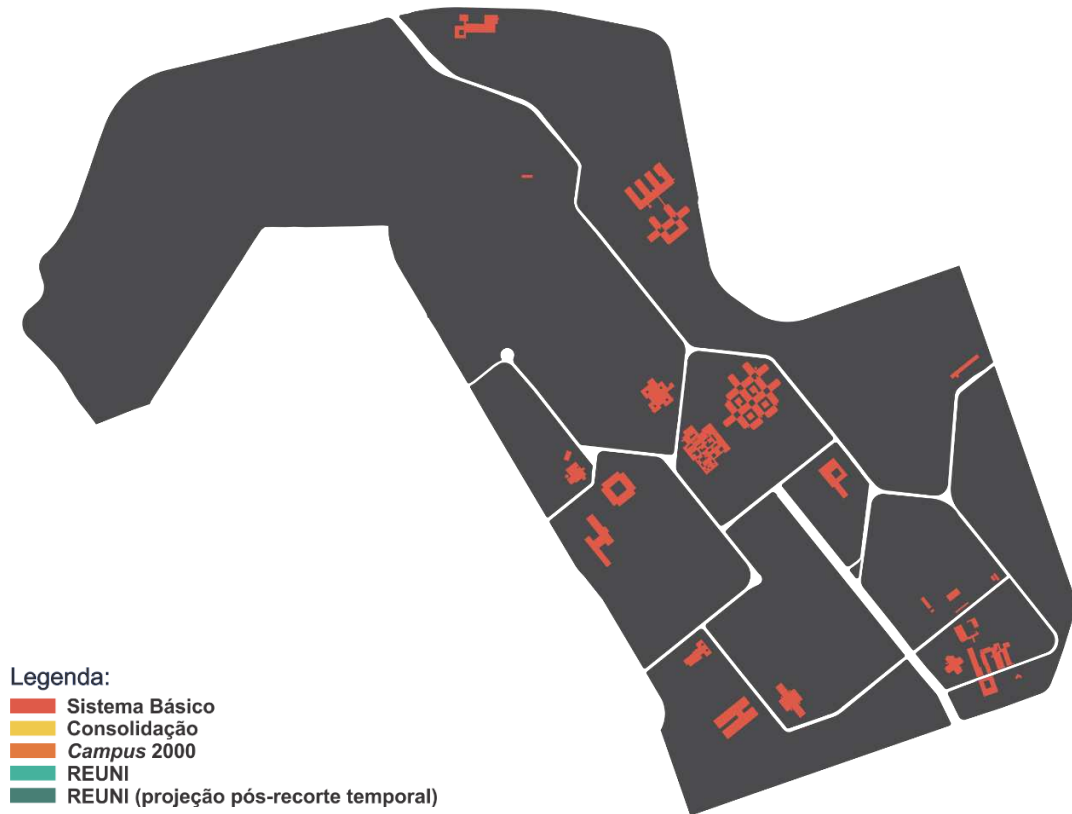 Legenda:
Sistema Básico
Consolidação
Campus 2000
REUNI
REUNI (projeção pós-recorte temporal)